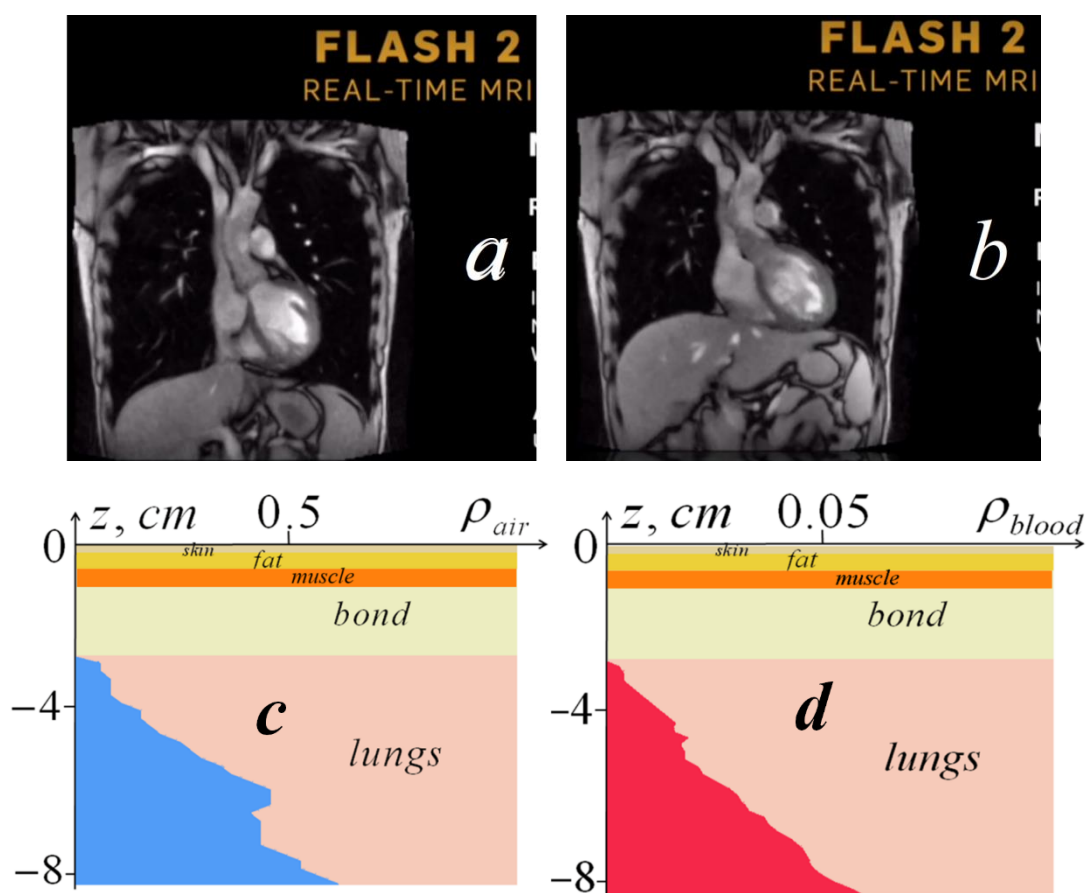 FLASH 2
REAL-TIME MRI
a
FLASH 2
REAL-TIME MRI
b
z, cm 0.5 ρair
0
skin
fat
muscle
bond
-4
c
lungs
-8
z, cm 0.05 ρblood
0
skin
fat
muscle
bond
-4
d
lungs
-8